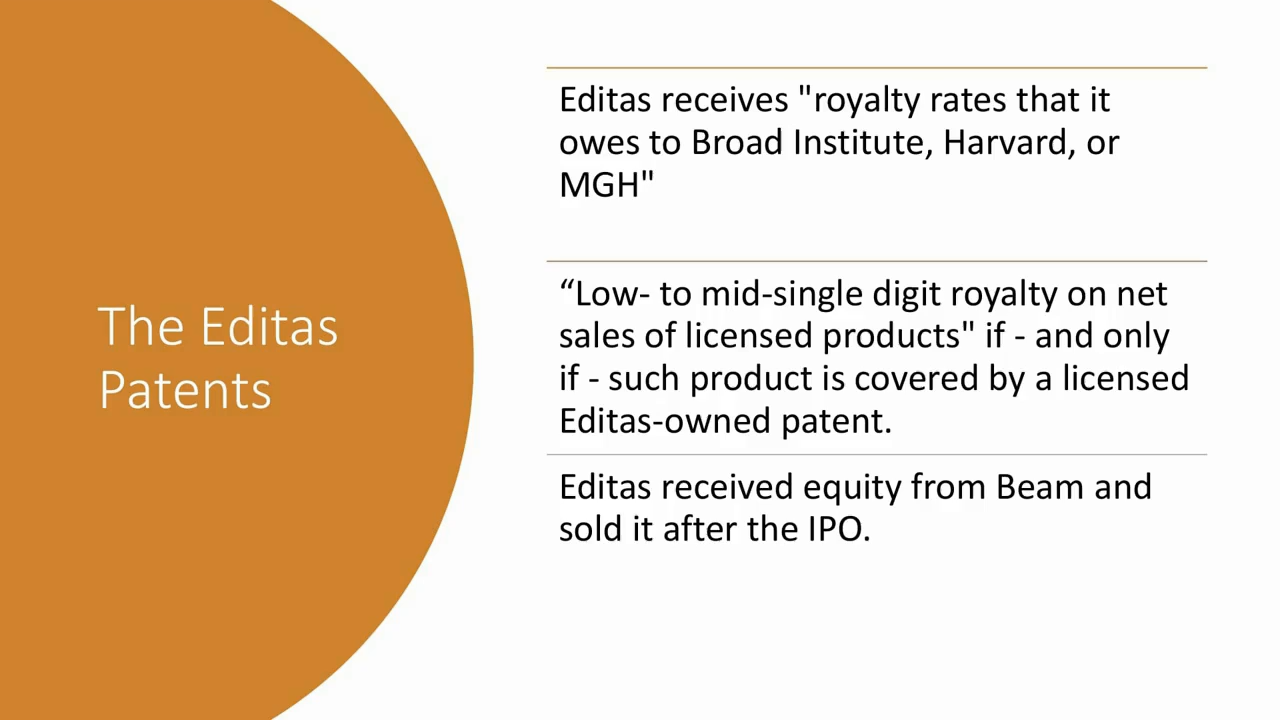 The Editas
Patents
Editas receives "royalty rates that it
owes to Broad Institute, Harvard, or
MGH"
“Low- to mid-single digit royalty on net
sales of licensed products" if - and only
if - such product is covered by a licensed
Editas-owned patent.
Editas received equity from Beam and
sold it after the IPO.